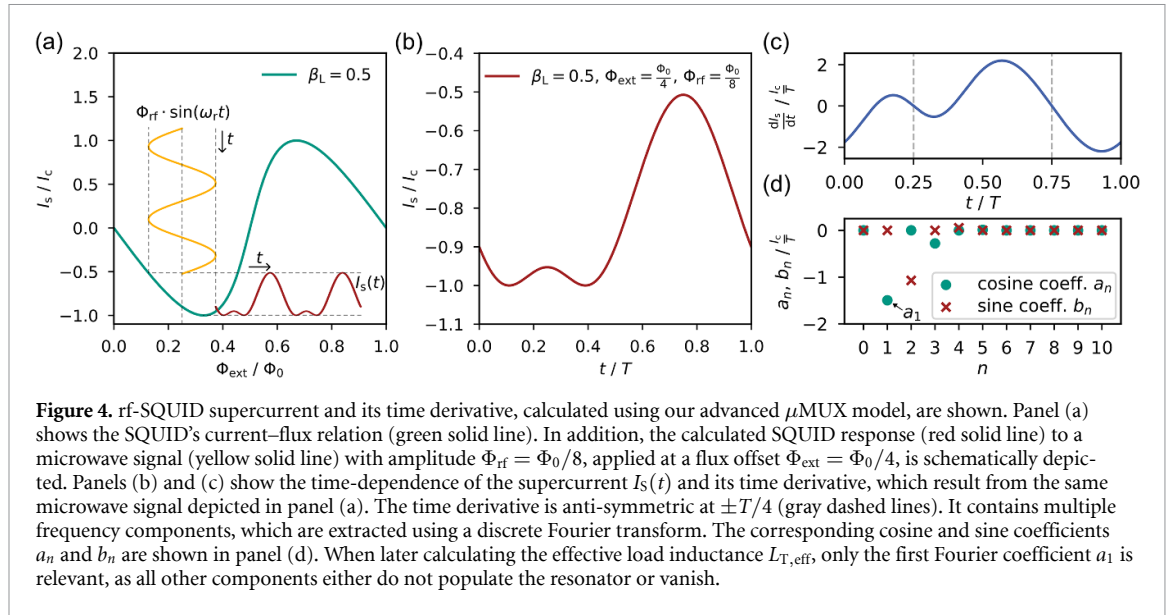 (a)
2.0
1.5
1.0
0.5
0.0
−0.5
−1.0
I_s / I_c
β_L = 0.5
Φ_rf · sin(ω_r t)
t
t
I_s(t)
0.0 0.2 0.4 0.6 0.8 1.0
Φ_ext / Φ_0
(b)
−0.4
−0.5
−0.6
−0.7
−0.8
−0.9
−1.0
−1.1
I_s / I_c
β_L = 0.5, Φ_ext = Φ_0/4, Φ_rf = Φ_0/8
0.0 0.2 0.4 0.6 0.8 1.0
t / T
(c)
2
0
−2
dI_s/dt / I_c/T
0.00 0.25 0.50 0.75 1.00
t / T
(d)
0
−1
−2
a_n, b_n / I_c/T
a_1
cosine coeff. a_n
sine coeff. b_n
0 1 2 3 4 5 6 7 8 9 10
n
Figure 4. rf-SQUID supercurrent and its time derivative, calculated using our advanced μMUX model, are shown. Panel (a)
shows the SQUID's current–flux relation (green solid line). In addition, the calculated SQUID response (red solid line) to a
microwave signal (yellow solid line) with amplitude Φ_rf = Φ_0/8, applied at a flux offset Φ_ext = Φ_0/4, is schematically depic-
ted. Panels (b) and (c) show the time-dependence of the supercurrent I_S(t) and its time derivative, which result from the same
microwave signal depicted in panel (a). The time derivative is anti-symmetric at ±T/4 (gray dashed lines). It contains multiple
frequency components, which are extracted using a discrete Fourier transform. The corresponding cosine and sine coefficients
a_n and b_n are shown in panel (d). When later calculating the effective load inductance L_T,eff, only the first Fourier coefficient a_1 is
relevant, as all other components either do not populate the resonator or vanish.